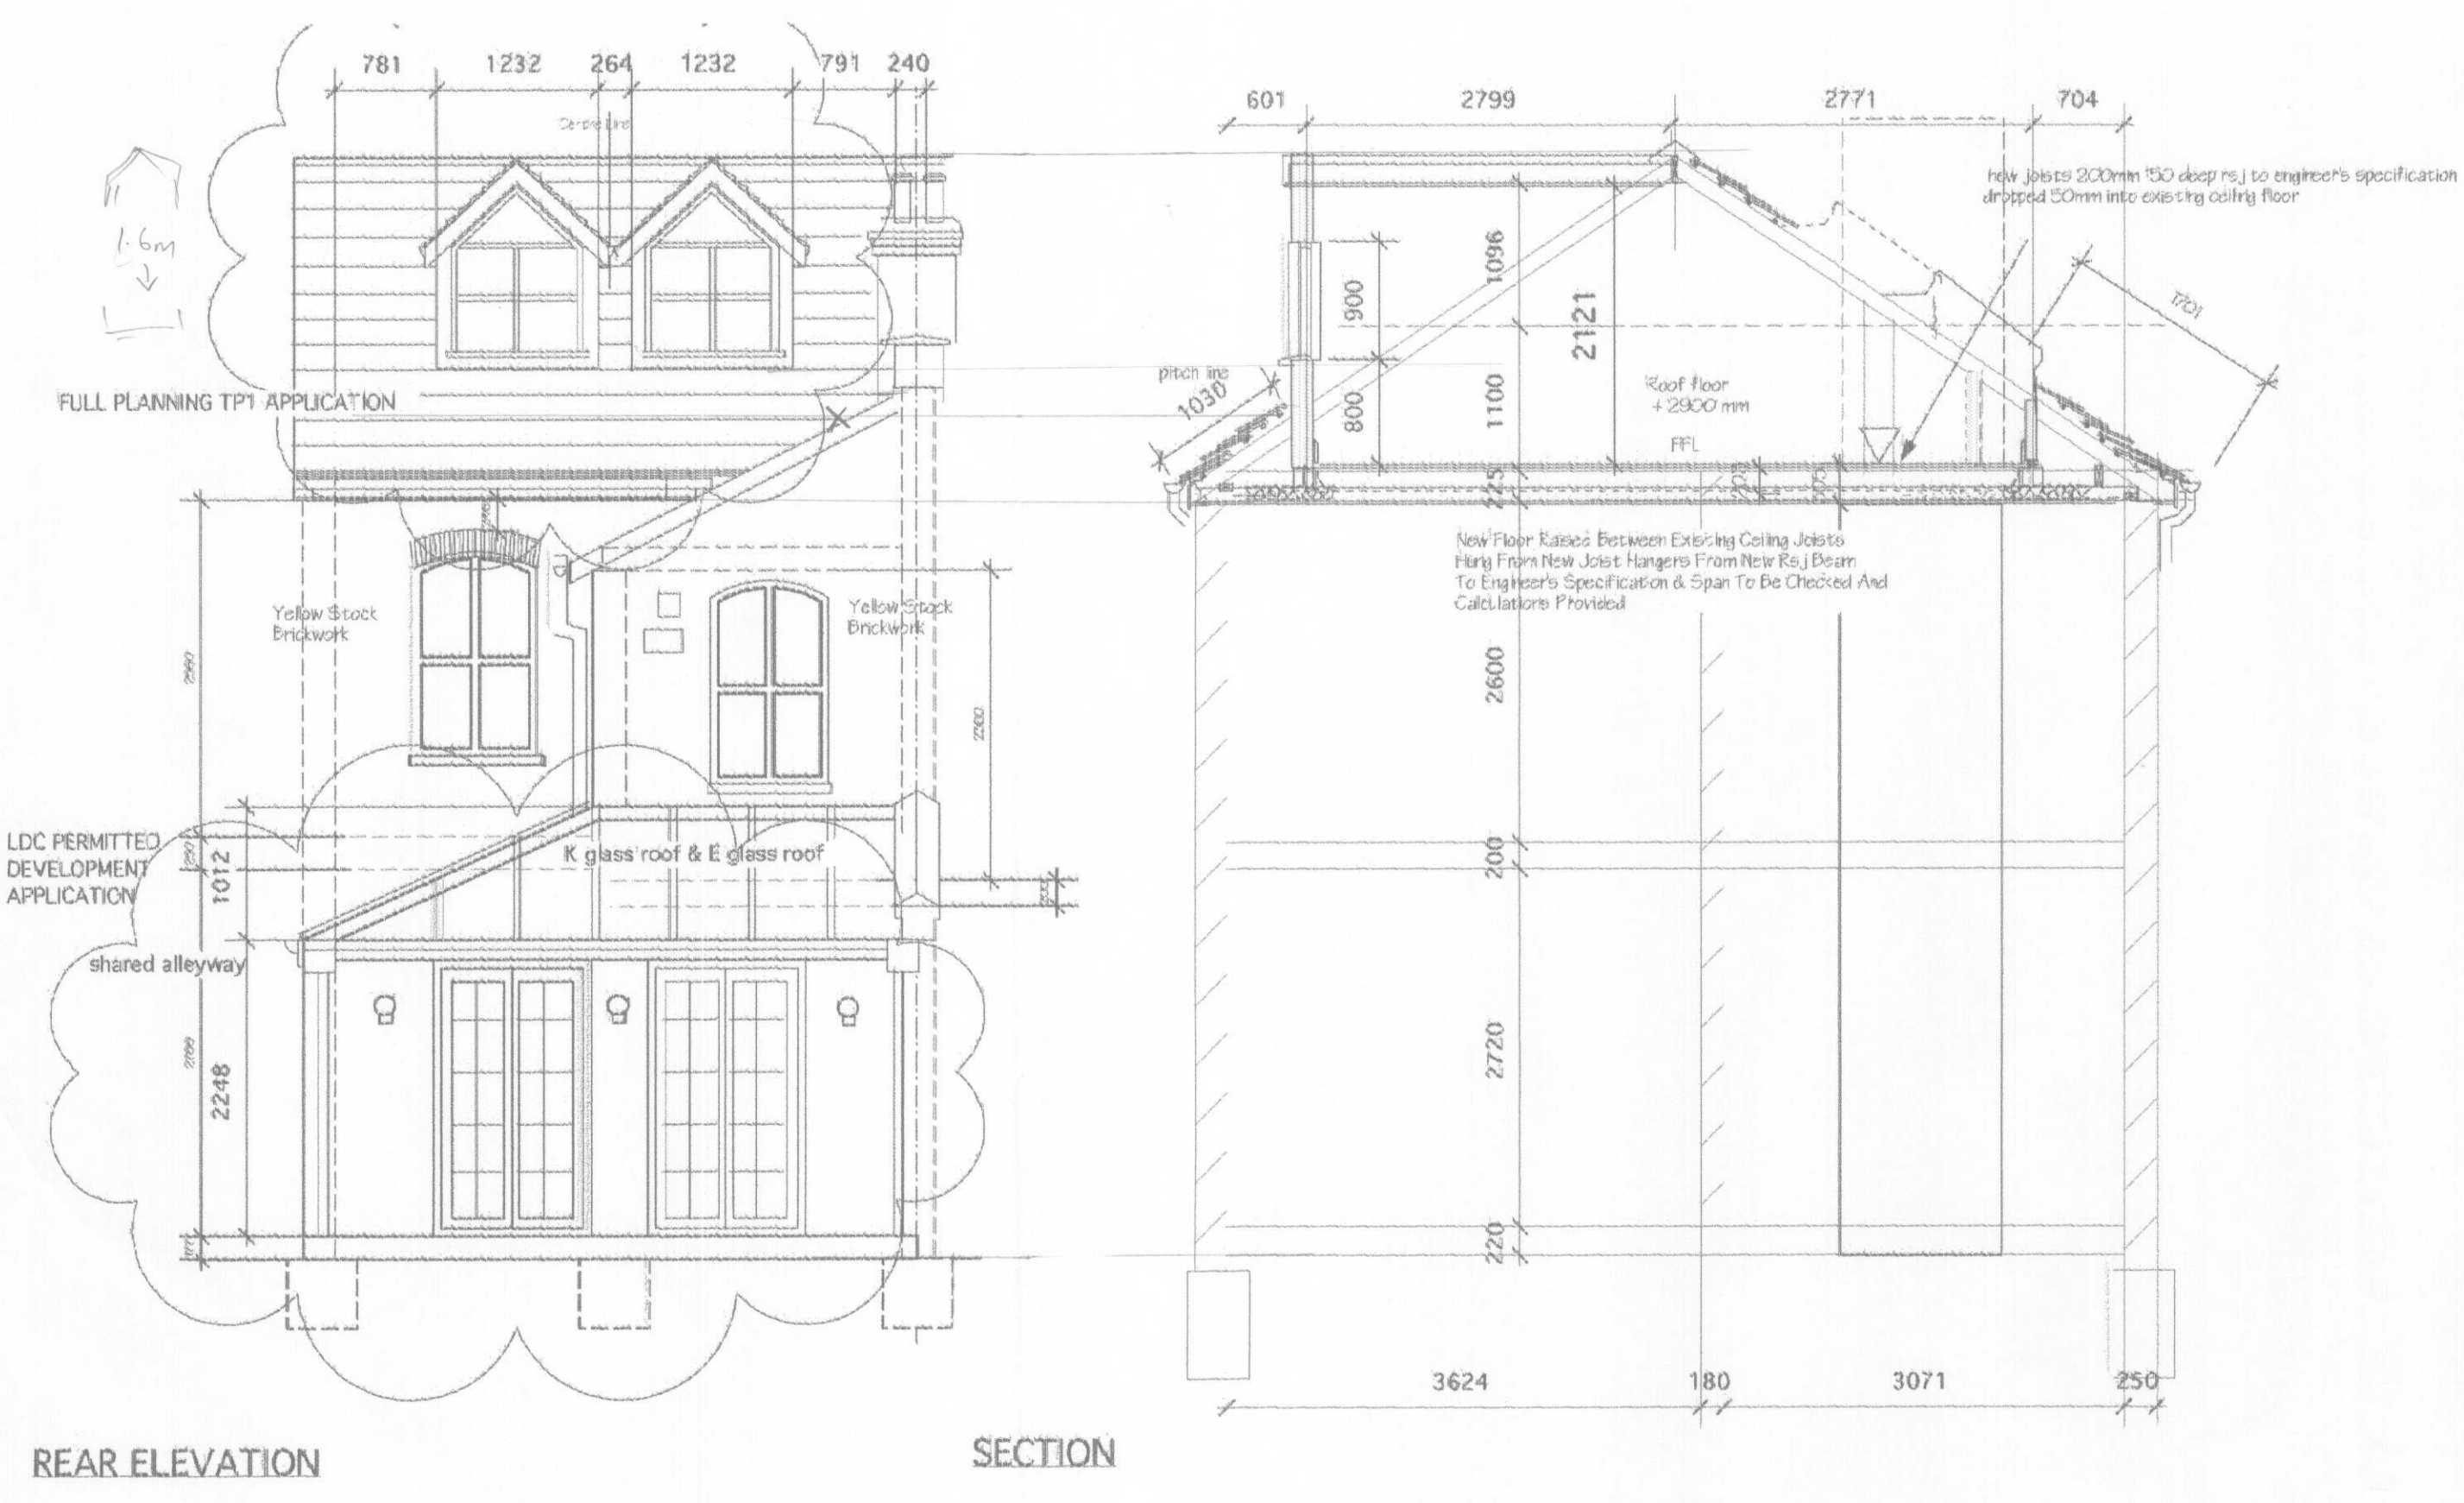 781 1232 264 1232 791 240
Centre Line
1.6m
FULL PLANNING TP1 APPLICATION
Yellow Stock
Brickwork
Yellow Stock
Brickwork
2300
LDC PERMITTED
DEVELOPMENT
APPLICATION
1012
K glass roof & E glass roof
shared alleyway
2248
REAR ELEVATION
601 2799 2771 704
new joists 200mm 150 deep rsj to engineer's specification
dropped 50mm into existing ceiling floor
pitch line
1030
900
800
1096
1100
2121
Roof floor
+ 2900 mm
FFL
225
New Floor Raised Between Existing Ceiling Joists
Hung From New Joist Hangers From New Rsj Beam
To Engineer's Specification & Span To Be Checked And
Calculations Provided
2600
200
2720
220
3624 180 3071 250
SECTION